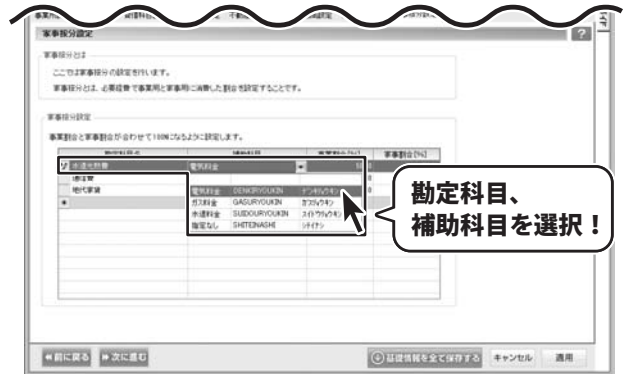 家事按分設定
?
家事按分とは
ここでは家事按分の設定を行います。
家事按分とは、必要経費で事業用と家事用に消費した割合を設定することです。
家事按分設定
事業割合と家事割合が合わせて100%になるように設定します。
家事割合[%]
水道光熱費 電気料金
通信費
地代家賃
電気料金 DENKIRYOUKIN デンキリョウキン
ガス料金 GASURYOUKIN ガスリョウキン
水道料金 SUIDOURYOUKIN スイドウリョウキン
指定なし SHITEINASHI シテイナシ
勘定科目、
補助科目を選択！
前に戻る 次に進む 基礎情報を全て保存する キャンセル 適用